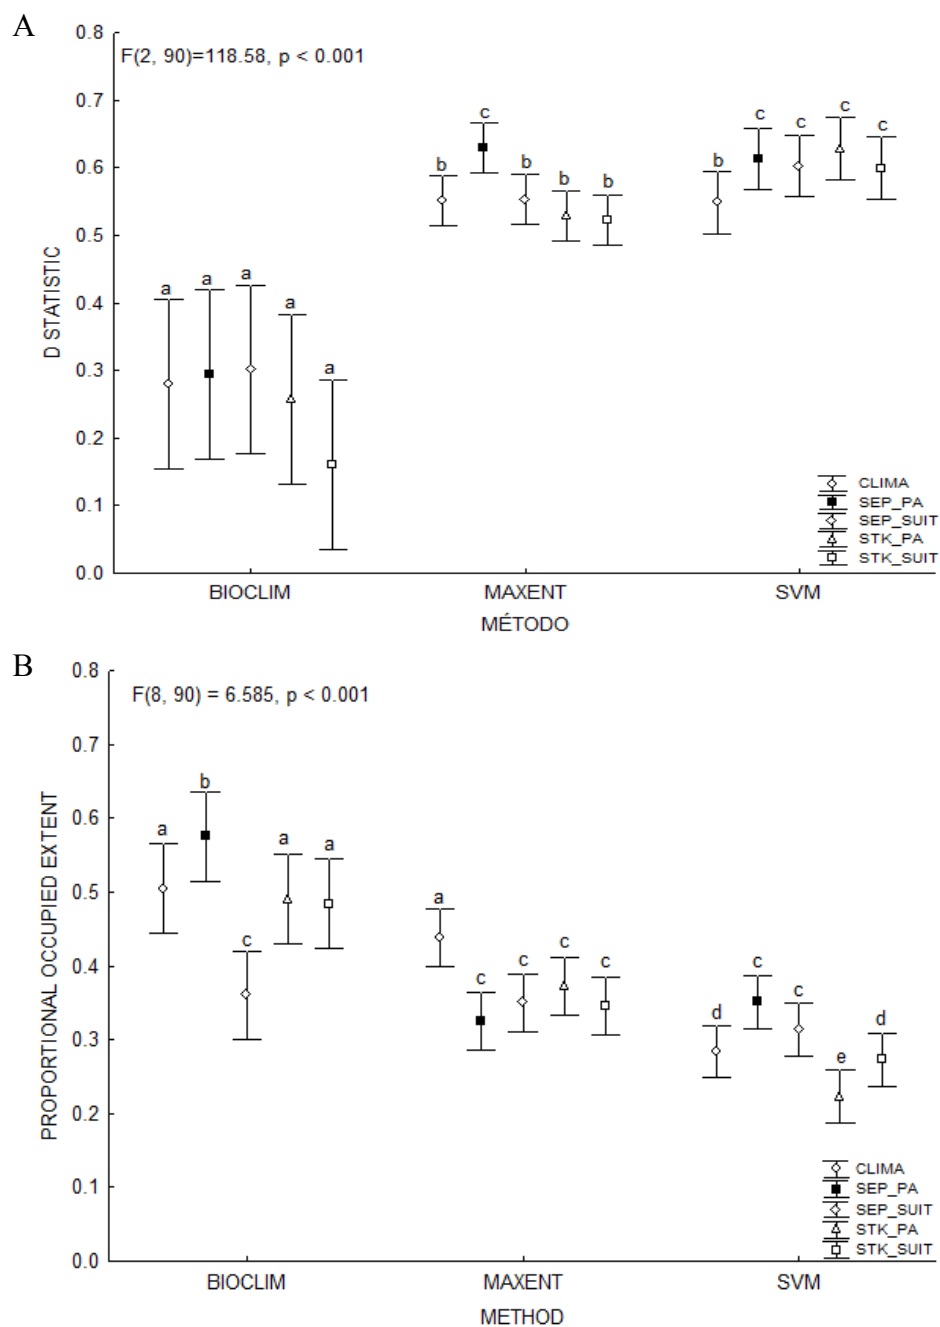 A
0.8
F(2, 90)=118.58, p < 0.001
0.7
0.6
0.5
0.4
0.3
0.2
0.1
0.0
D STATISTIC
a a a a a
b c b b b
b c c c c
CLIMA
SEP_PA
SEP_SUIT
STK_PA
STK_SUIT
BIOCLIM MAXENT SVM
MÉTODO
B
0.8
F(8, 90) = 6.585, p < 0.001
0.7
0.6
0.5
0.4
0.3
0.2
0.1
0.0
PROPORTIONAL OCCUPIED EXTENT
a b c a a
a c c c c
d c c e d
CLIMA
SEP_PA
SEP_SUIT
STK_PA
STK_SUIT
BIOCLIM MAXENT SVM
METHOD